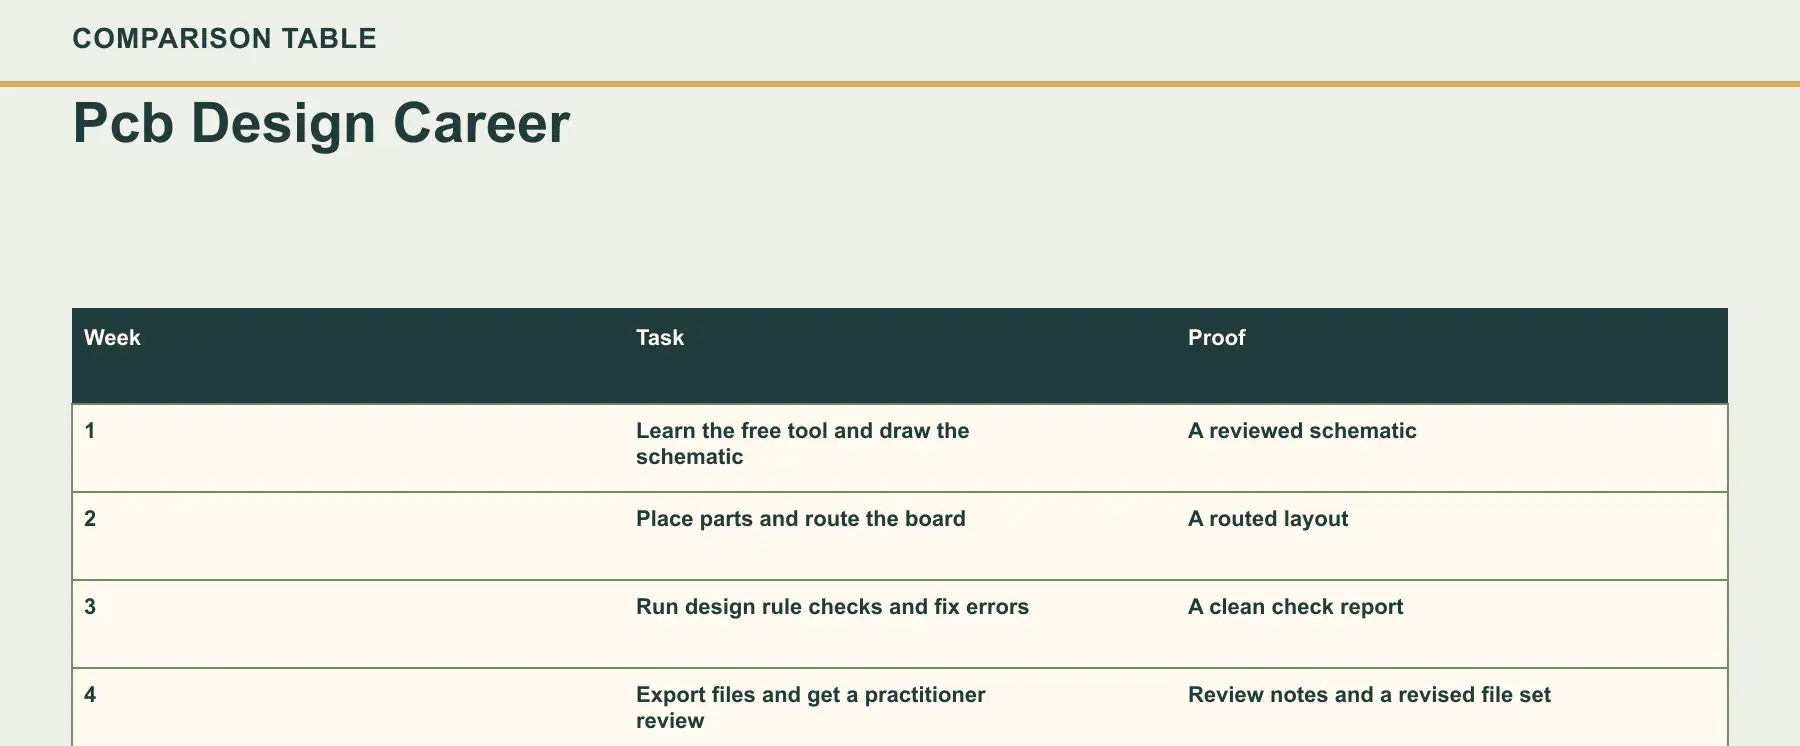 COMPARISON TABLE
Pcb Design Career
Week Task Proof
1 Learn the free tool and draw the A reviewed schematic
schematic
2 Place parts and route the board A routed layout
3 Run design rule checks and fix errors A clean check report
4 Export files and get a practitioner Review notes and a revised file set
review